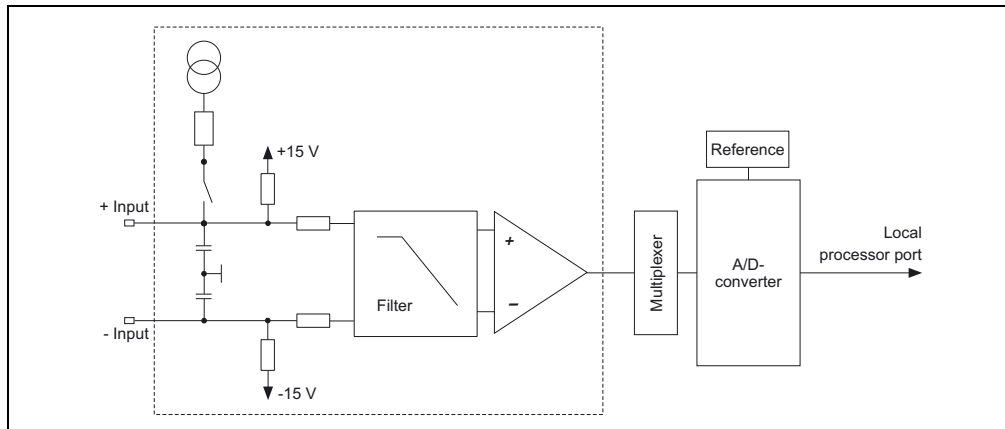 +15 V
Reference
+ Input
+
Multiplexer
A/D-
converter
Local
processor port
Filter
–
- Input
-15 V